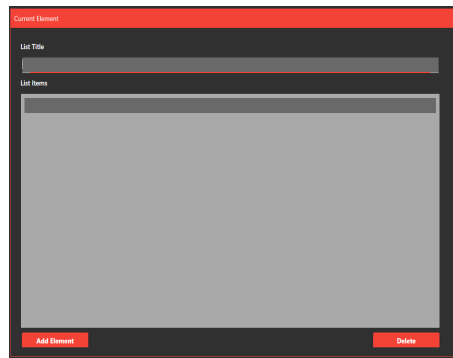 Current Element
List Title
List Items
Add Element
Delete